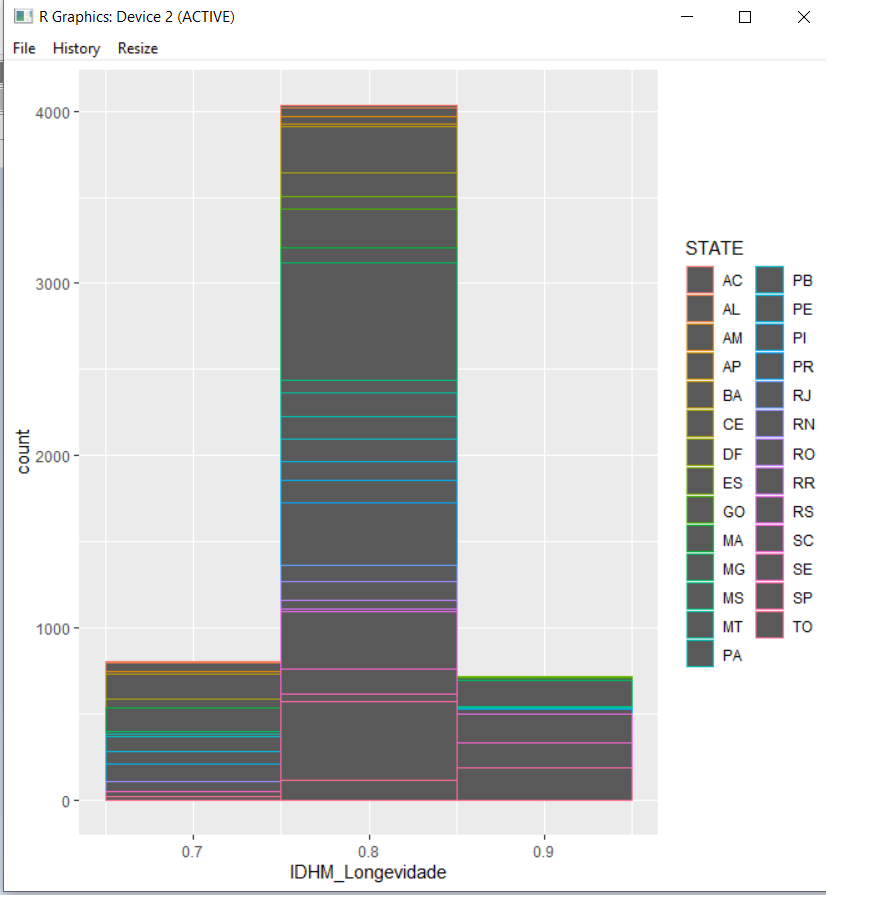 R Graphics: Device 2 (ACTIVE)
File History Resize
4000
3000
2000
1000
0
count
0.7 0.8 0.9
IDHM_Longevidade
STATE
AC PB
AL PE
AM PI
AP PR
BA RJ
CE RN
DF RO
ES RR
GO RS
MA SC
MG SE
MS SP
MT TO
PA